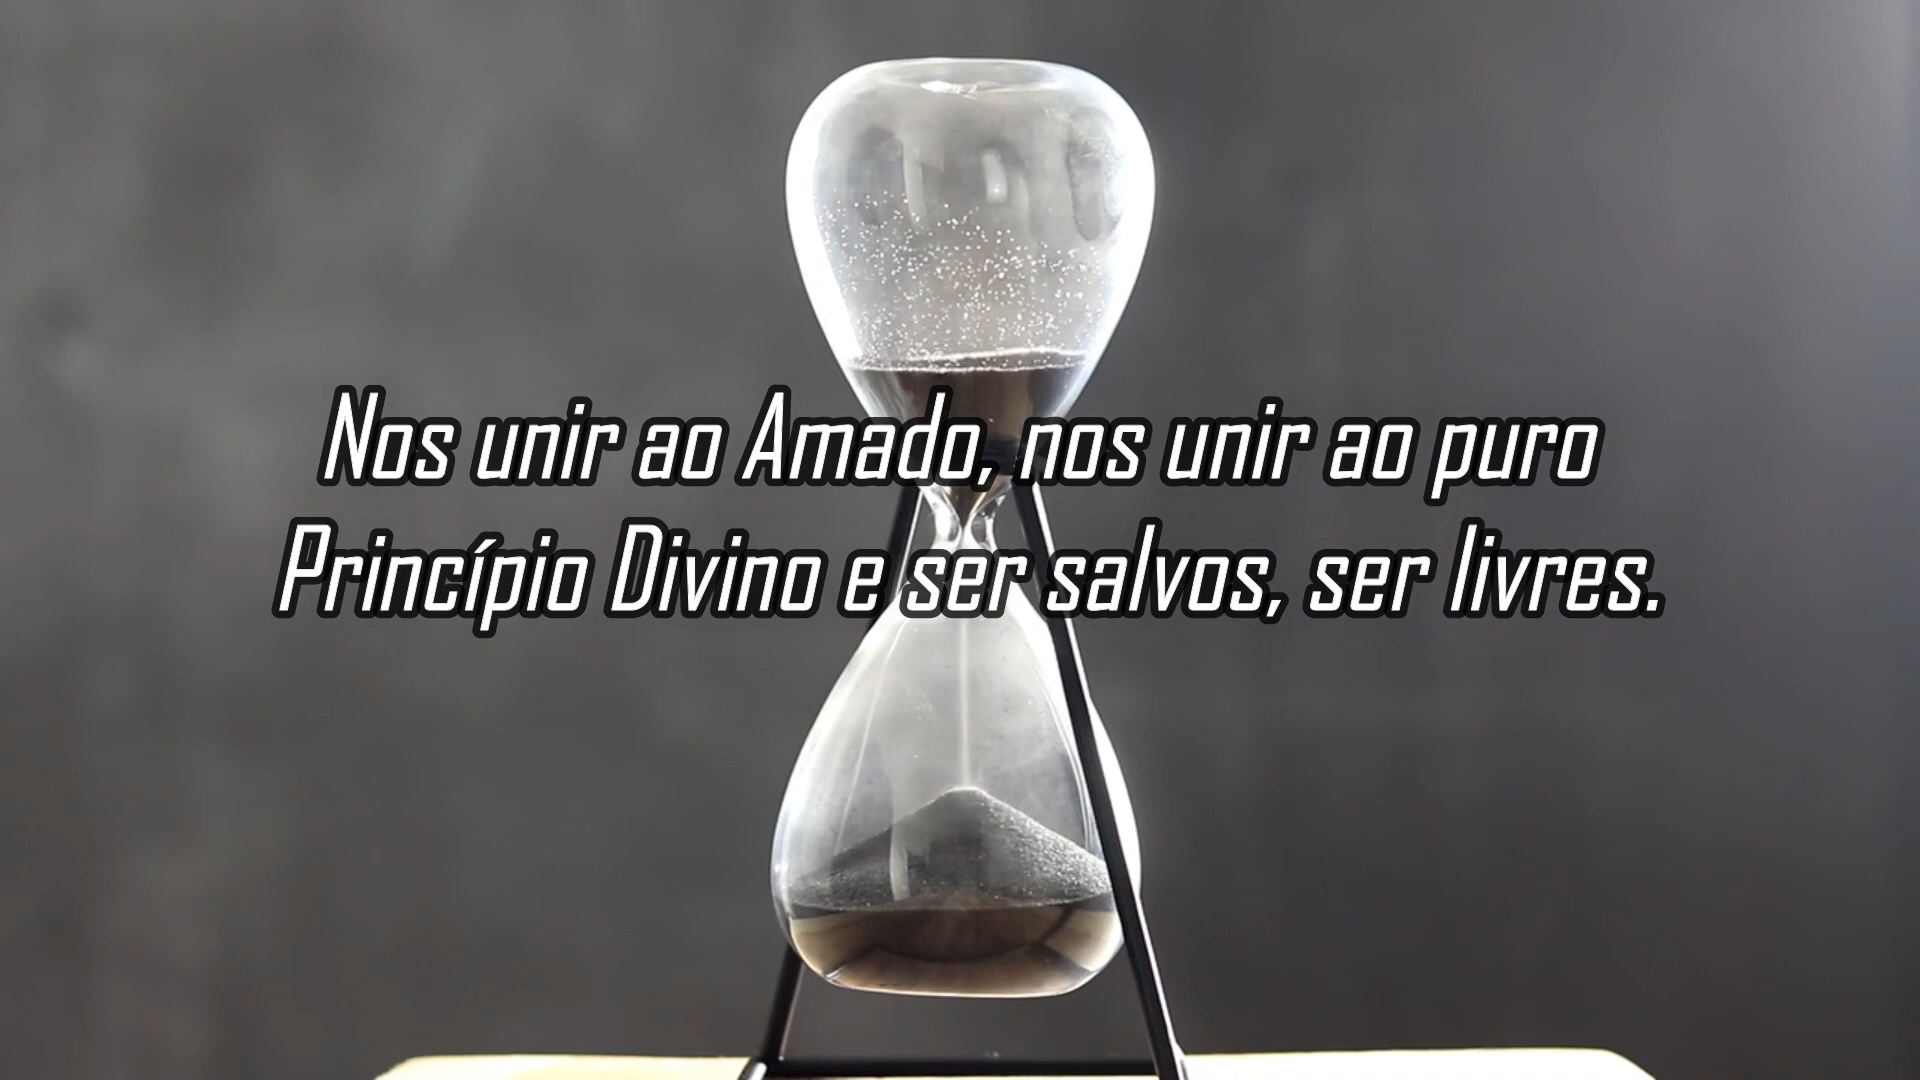 Nos unir ao Amado, nos unir ao puro
Princípio Divino e ser salvos, ser livres.